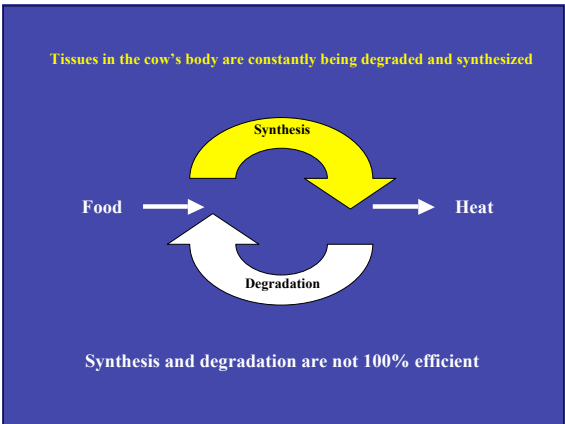 Tissues in the cow's body are constantly being degraded and synthesized
Synthesis
Food
Heat
Degradation
Synthesis and degradation are not 100% efficient